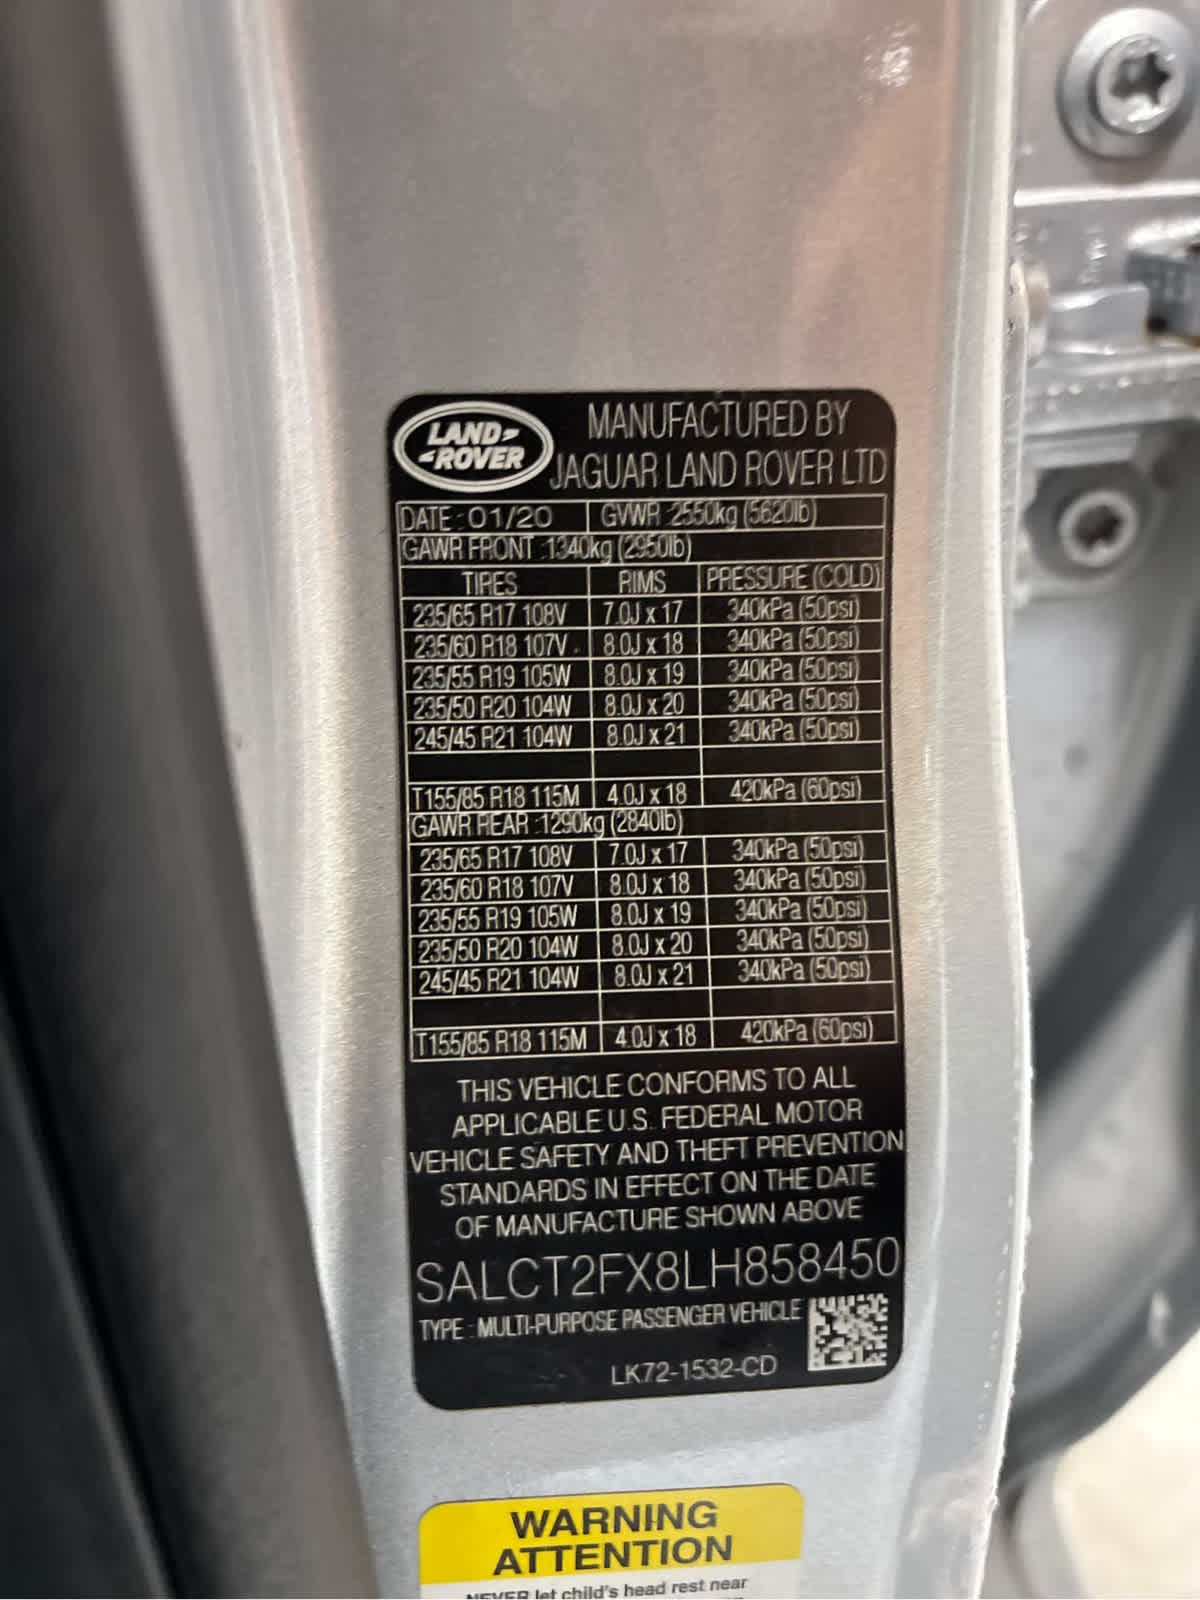 LAND ROVER
MANUFACTURED BY
JAGUAR LAND ROVER LTD
DATE : 01/20 GVWR :2550kg (5620lb)
GAWR FRONT :1340kg (2950lb)
TIRES RIMS PRESSURE (COLD)
235/65 R17 108V 7.0J x 17 340kPa (50psi)
235/60 R18 107V 8.0J x 18 340kPa (50psi)
235/55 R19 105W 8.0J x 19 340kPa (50psi)
235/50 R20 104W 8.0J x 20 340kPa (50psi)
245/45 R21 104W 8.0J x 21 340kPa (50psi)
T155/85 R18 115M 4.0J x 18 420kPa (60psi)
GAWR REAR :1290kg (2840lb)
235/65 R17 108V 7.0J x 17 340kPa (50psi)
235/60 R18 107V 8.0J x 18 340kPa (50psi)
235/55 R19 105W 8.0J x 19 340kPa (50psi)
235/50 R20 104W 8.0J x 20 340kPa (50psi)
245/45 R21 104W 8.0J x 21 340kPa (50psi)
T155/85 R18 115M 4.0J x 18 420kPa (60psi)
THIS VEHICLE CONFORMS TO ALL
APPLICABLE U.S. FEDERAL MOTOR
VEHICLE SAFETY AND THEFT PREVENTION
STANDARDS IN EFFECT ON THE DATE
OF MANUFACTURE SHOWN ABOVE
SALCT2FX8LH858450
TYPE : MULTI-PURPOSE PASSENGER VEHICLE
LK72-1532-CD
WARNING
ATTENTION
NEVER let child's head rest near